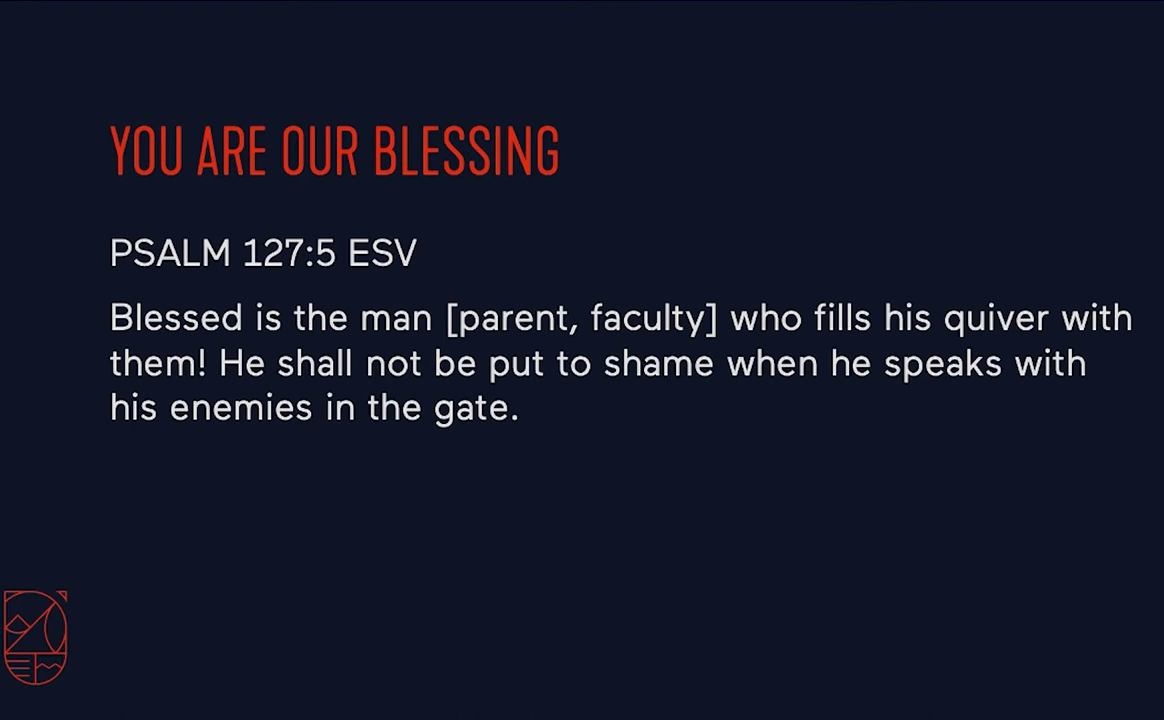 YOU ARE OUR BLESSING
PSALM 127:5 ESV
Blessed is the man [parent, faculty] who fills his quiver with
them! He shall not be put to shame when he speaks with
his enemies in the gate.